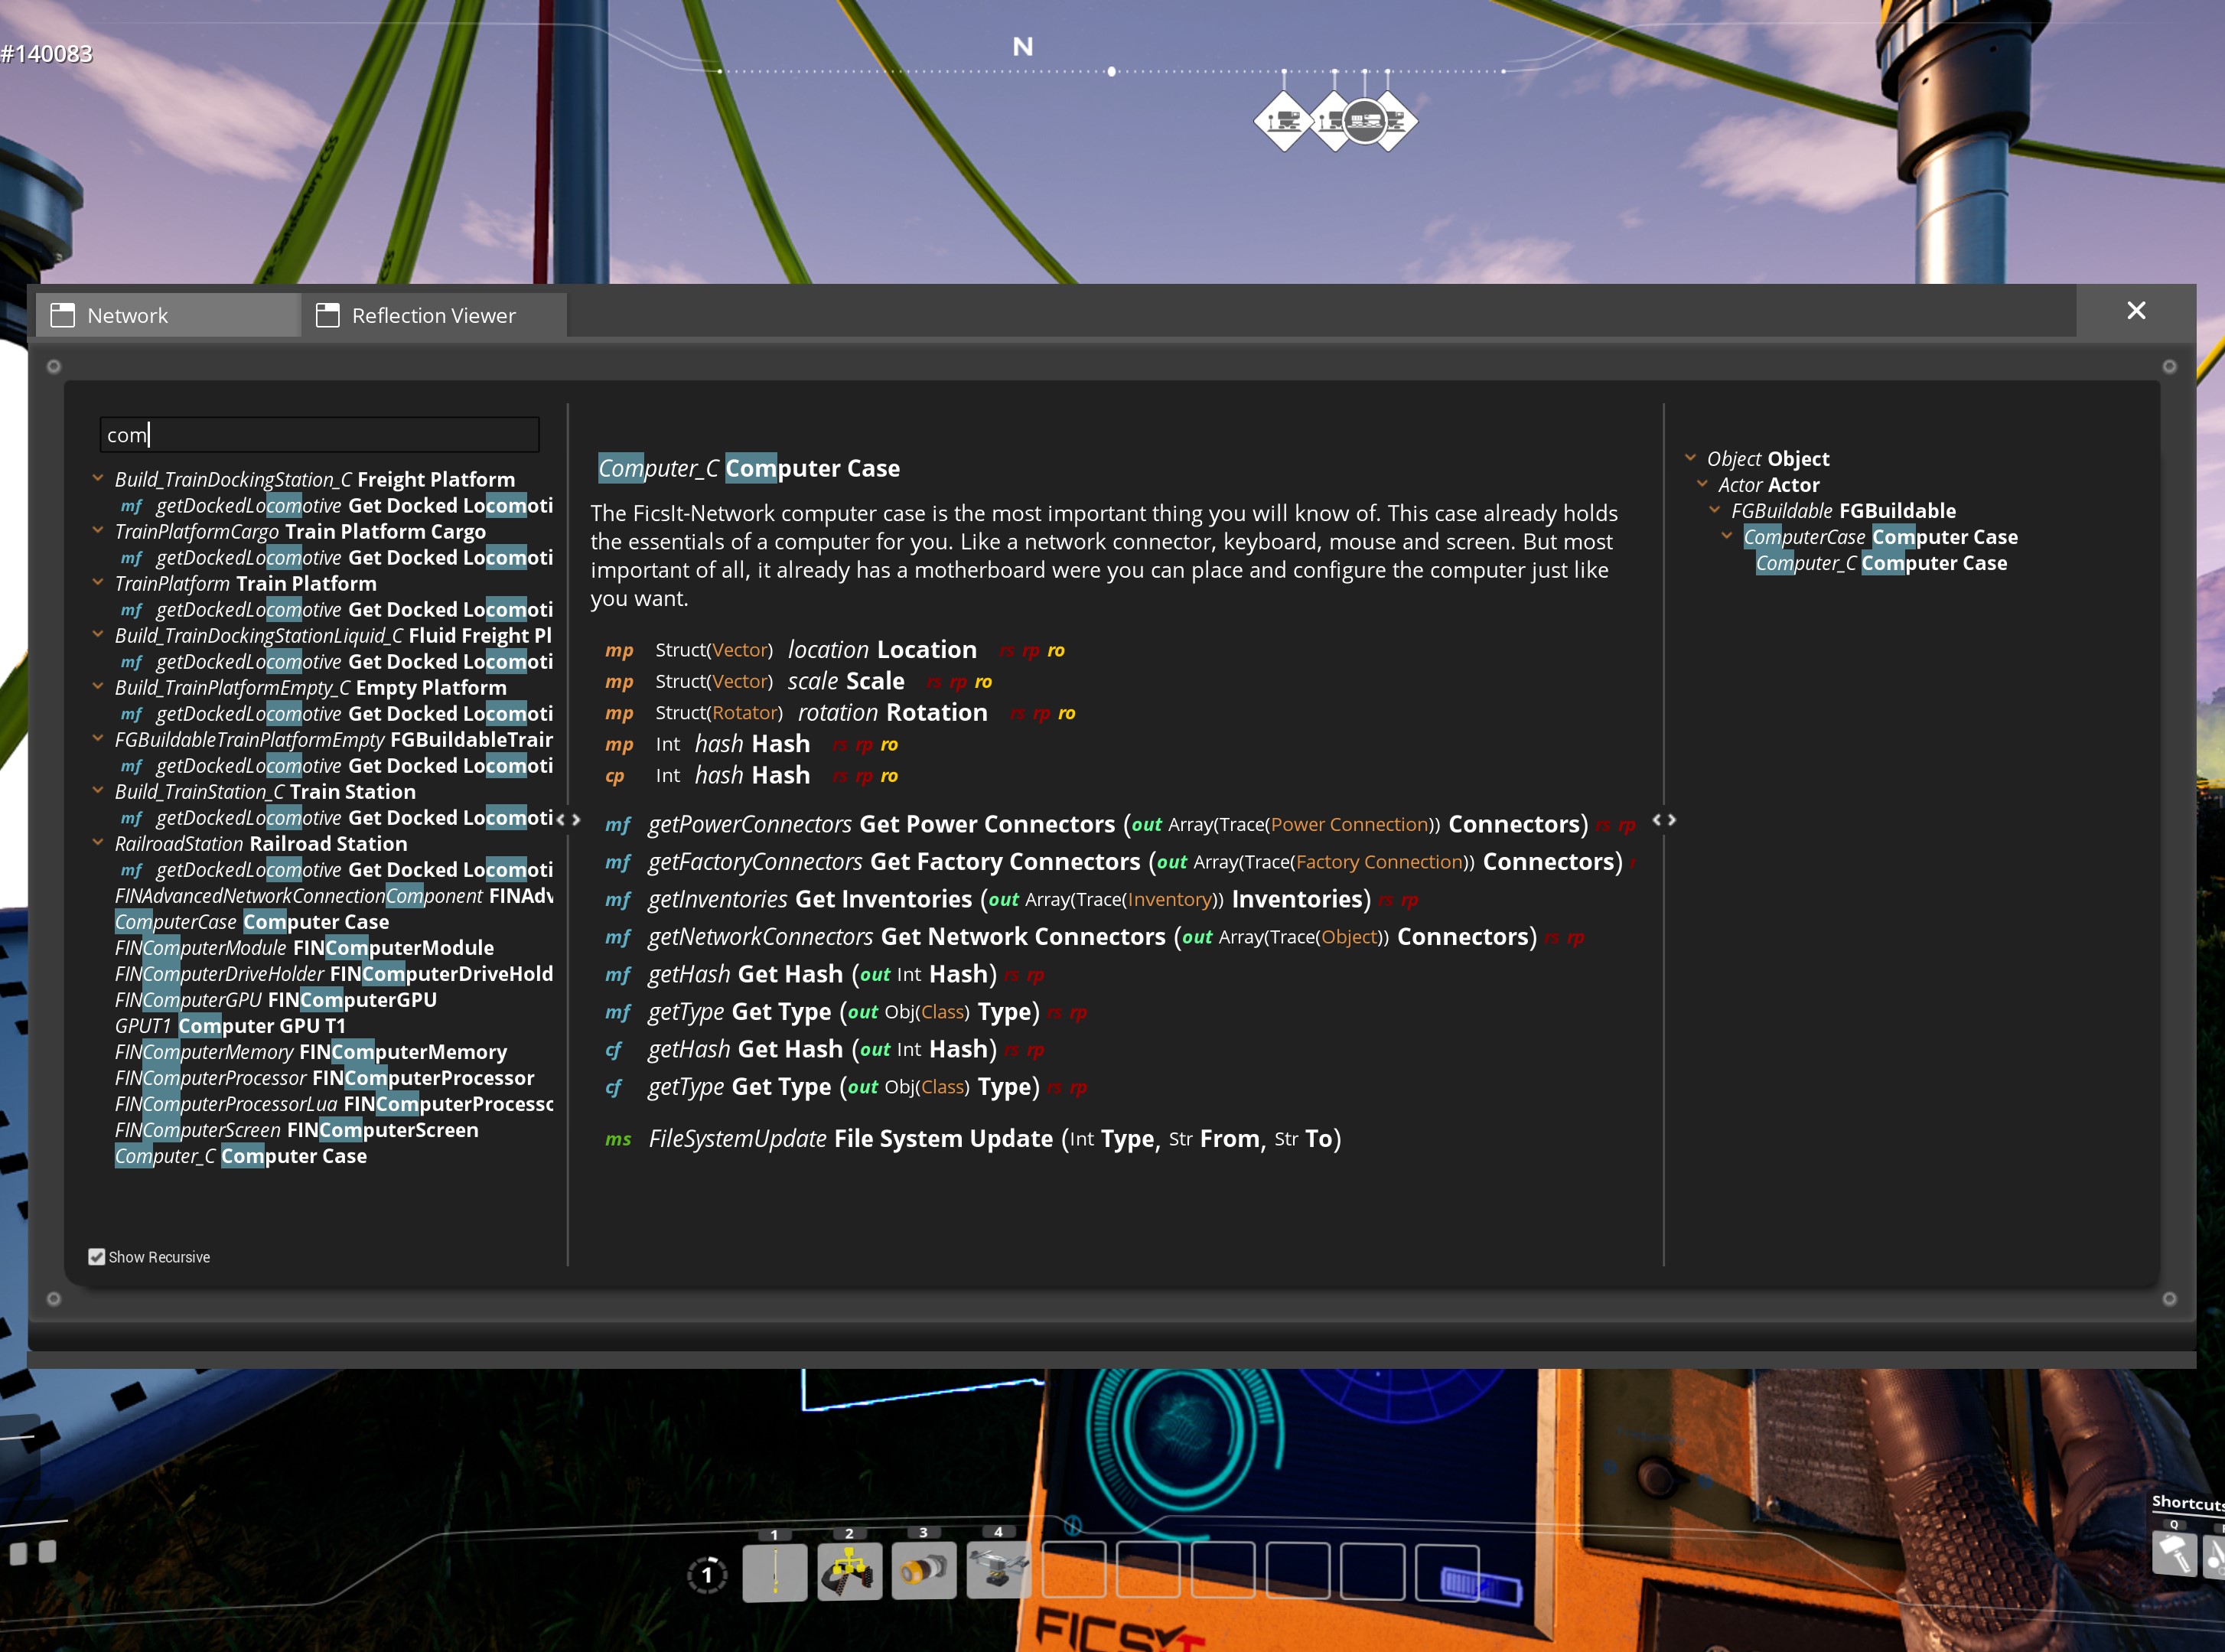 #140083
N
Network
Reflection Viewer
com
Build_TrainDockingStation_C Freight Platform
mf getDockedLocomotive Get Docked Locomoti
TrainPlatformCargo Train Platform Cargo
mf getDockedLocomotive Get Docked Locomoti
TrainPlatform Train Platform
mf getDockedLocomotive Get Docked Locomoti
Build_TrainDockingStationLiquid_C Fluid Freight Pl
mf getDockedLocomotive Get Docked Locomoti
Build_TrainPlatformEmpty_C Empty Platform
mf getDockedLocomotive Get Docked Locomoti
FGBuildableTrainPlatformEmpty FGBuildableTrain
mf getDockedLocomotive Get Docked Locomoti
Build_TrainStation_C Train Station
mf getDockedLocomotive Get Docked Locomoti
RailroadStation Railroad Station
mf getDockedLocomotive Get Docked Locomoti
FINAdvancedNetworkConnectionComponent FINAdv
ComputerCase Computer Case
FINComputerModule FINComputerModule
FINComputerDriveHolder FINComputerDriveHold
FINComputerGPU FINComputerGPU
GPUT1 Computer GPU T1
FINComputerMemory FINComputerMemory
FINComputerProcessor FINComputerProcessor
FINComputerProcessorLua FINComputerProcessc
FINComputerScreen FINComputerScreen
Computer_C Computer Case
Show Recursive
Computer_C Computer Case
The FicsIt-Network computer case is the most important thing you will know of. This case already holds
the essentials of a computer for you. Like a network connector, keyboard, mouse and screen. But most
important of all, it already has a motherboard were you can place and configure the computer just like
you want.
mp Struct(Vector) location Location rs rp ro
mp Struct(Vector) scale Scale rs rp ro
mp Struct(Rotator) rotation Rotation rs rp ro
mp Int hash Hash rs rp ro
cp Int hash Hash rs rp ro
mf getPowerConnectors Get Power Connectors (out Array(Trace(Power Connection)) Connectors) rs rp
mf getFactoryConnectors Get Factory Connectors (out Array(Trace(Factory Connection)) Connectors) r
mf getInventories Get Inventories (out Array(Trace(Inventory)) Inventories) rs rp
mf getNetworkConnectors Get Network Connectors (out Array(Trace(Object)) Connectors) rs rp
mf getHash Get Hash (out Int Hash) rs rp
mf getType Get Type (out Obj(Class) Type) rs rp
cf getHash Get Hash (out Int Hash) rs rp
cf getType Get Type (out Obj(Class) Type) rs rp
ms FileSystemUpdate File System Update (Int Type, Str From, Str To)
Object Object
Actor Actor
FGBuildable FGBuildable
ComputerCase Computer Case
Computer_C Computer Case
1
1 2 3 4
FICSIT
Shortcuts
Q